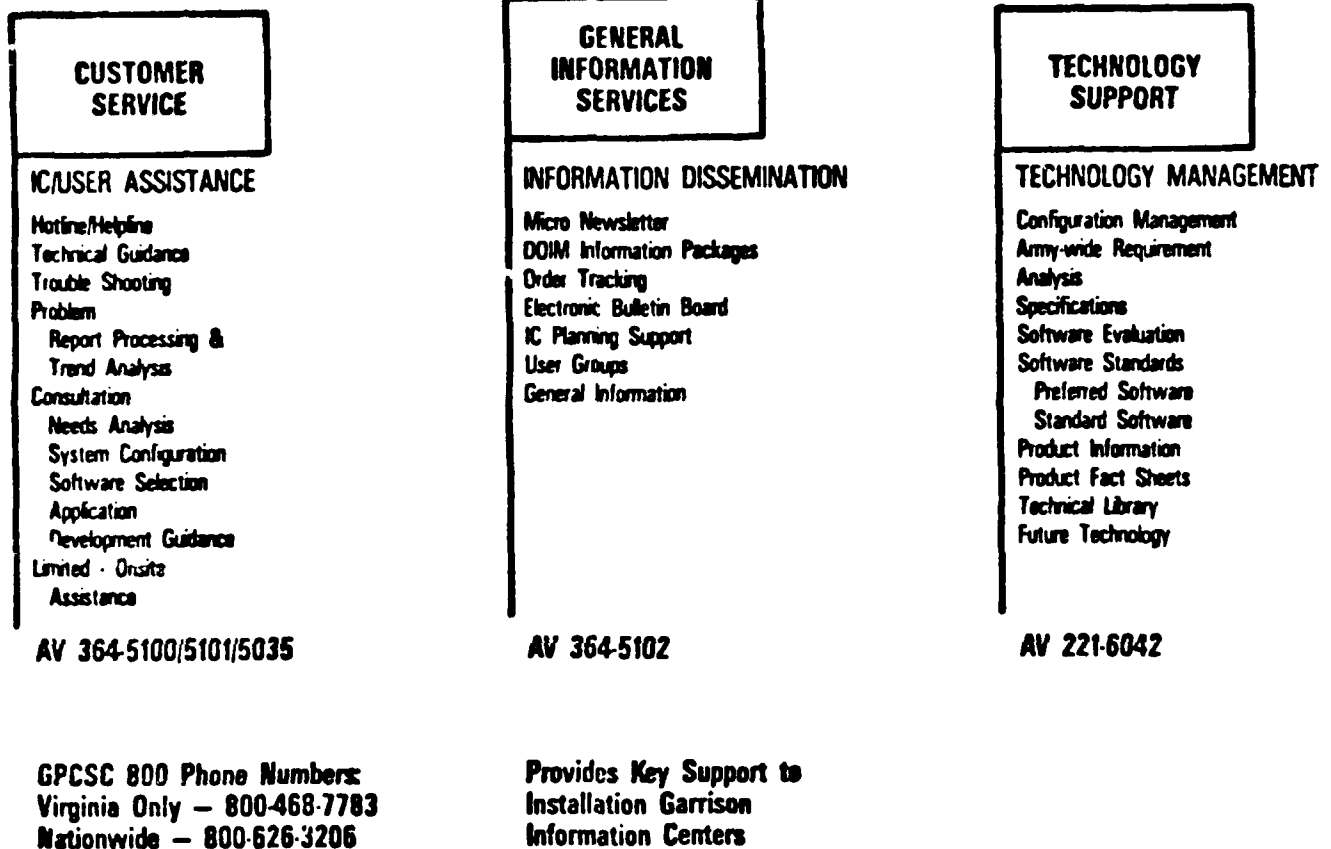 CUSTOMER
SERVICE
IC/USER ASSISTANCE
Hotline/Helpline
Technical Guidance
Trouble Shooting
Problem
Report Processing &
Trend Analysis
Consultation
Needs Analysis
System Configuration
Software Selection
Application
Development Guidance
Limited - Onsite
Assistance
AV 364-5100/5101/5035
GPCSC 800 Phone Numbers:
Virginia Only — 800-468-7783
Nationwide — 800-626-3206
GENERAL
INFORMATION
SERVICES
INFORMATION DISSEMINATION
Micro Newsletter
DOIM Information Packages
Order Tracking
Electronic Bulletin Board
IC Planning Support
User Groups
General Information
AV 364-5102
Provides Key Support to
Installation Garrison
Information Centers
TECHNOLOGY
SUPPORT
TECHNOLOGY MANAGEMENT
Configuration Management
Army-wide Requirement
Analysis
Specifications
Software Evaluation
Software Standards
Preferred Software
Standard Software
Product Information
Product Fact Sheets
Technical Library
Future Technology
AV 221-6042